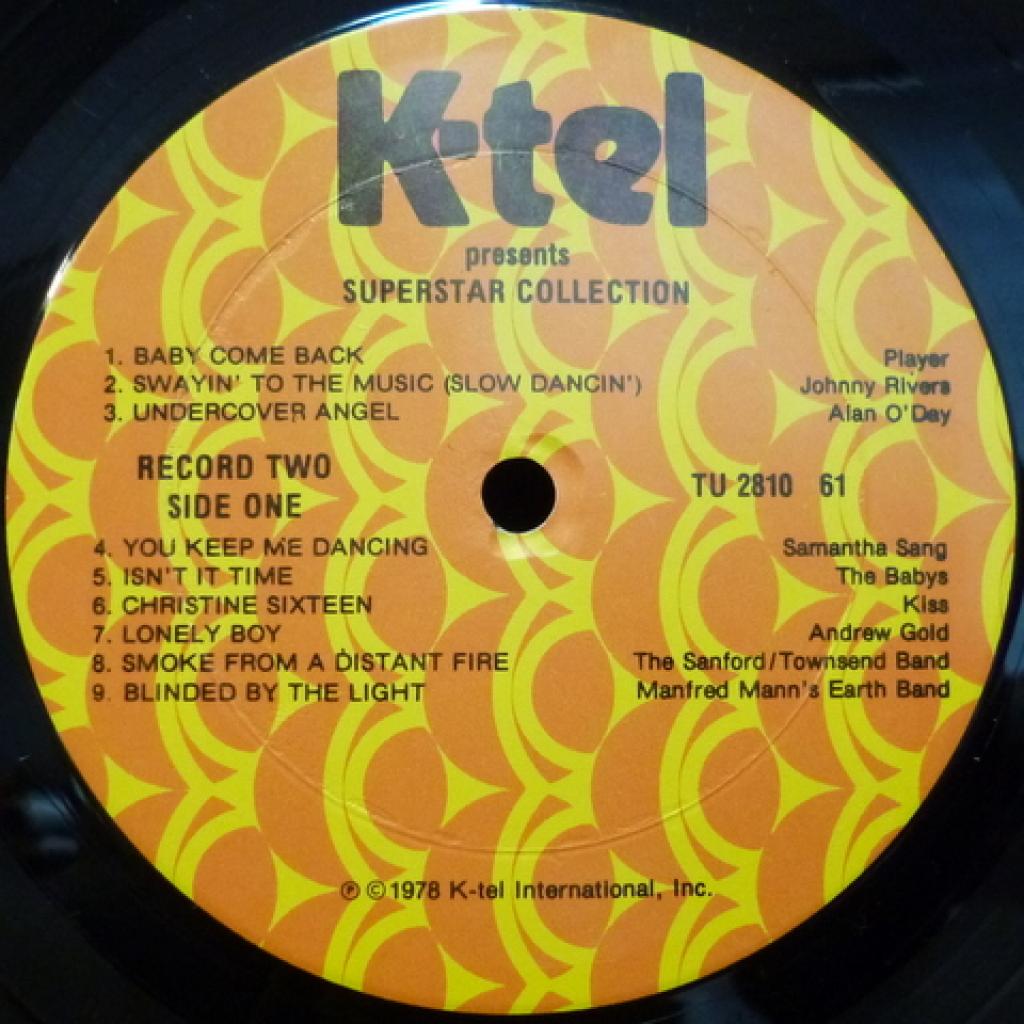 K-tel
presents
SUPERSTAR COLLECTION
1. BABY COME BACK Player
2. SWAYIN' TO THE MUSIC (SLOW DANCIN') Johnny Rivers
3. UNDERCOVER ANGEL Alan O'Day
RECORD TWO
SIDE ONE
TU 2810 61
4. YOU KEEP ME DANCING Samantha Sang
5. ISN'T IT TIME The Babys
6. CHRISTINE SIXTEEN Kiss
7. LONELY BOY Andrew Gold
8. SMOKE FROM A DISTANT FIRE The Sanford/Townsend Band
9. BLINDED BY THE LIGHT Manfred Mann's Earth Band
℗ © 1978 K-tel International, Inc.